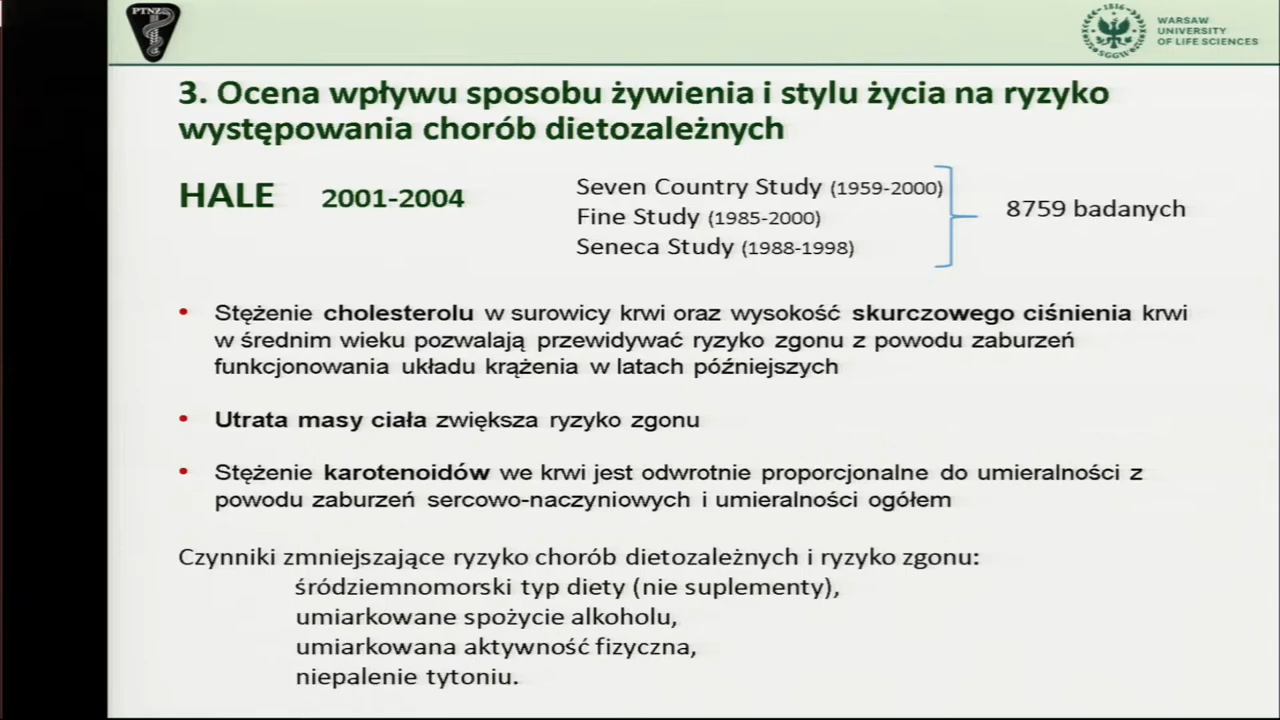 PTNZ
1816
SGGW
WARSAW
UNIVERSITY
OF LIFE SCIENCES
3. Ocena wpływu sposobu żywienia i stylu życia na ryzyko
występowania chorób dietozależnych
HALE 2001-2004
Seven Country Study (1959-2000)
Fine Study (1985-2000)
Seneca Study (1988-1998)
8759 badanych
• Stężenie cholesterolu w surowicy krwi oraz wysokość skurczowego ciśnienia krwi
w średnim wieku pozwalają przewidywać ryzyko zgonu z powodu zaburzeń
funkcjonowania układu krążenia w latach późniejszych
• Utrata masy ciała zwiększa ryzyko zgonu
• Stężenie karotenoidów we krwi jest odwrotnie proporcjonalne do umieralności z
powodu zaburzeń sercowo-naczyniowych i umieralności ogółem
Czynniki zmniejszające ryzyko chorób dietozależnych i ryzyko zgonu:
śródziemnomorski typ diety (nie suplementy),
umiarkowane spożycie alkoholu,
umiarkowana aktywność fizyczna,
niepalenie tytoniu.